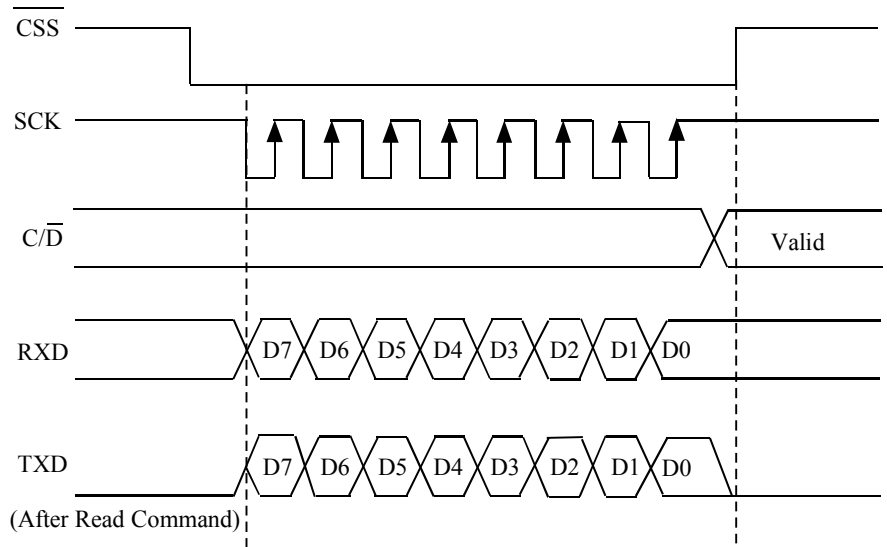 C̅S̅S̅
SCK
C/D̅
Valid
RXD
D7 D6 D5 D4 D3 D2 D1 D0
TXD
D7 D6 D5 D4 D3 D2 D1 D0
(After Read Command)